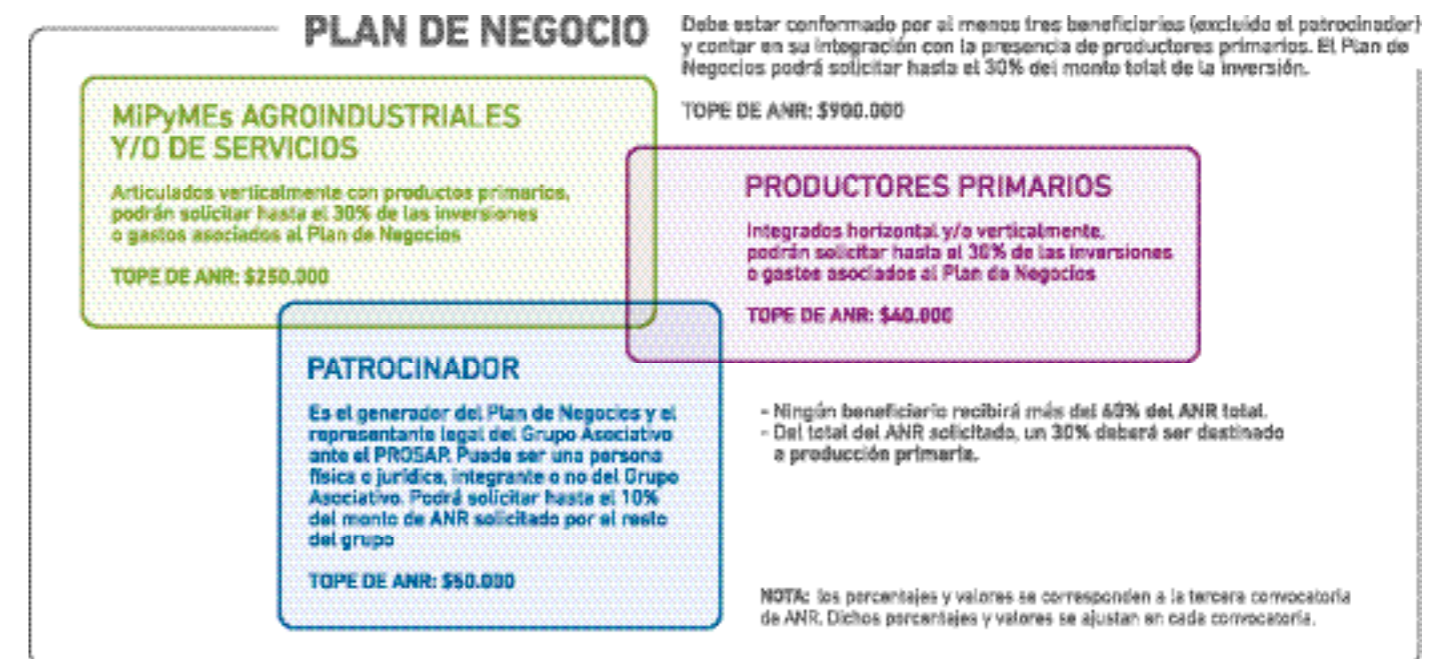 PLAN DE NEGOCIO
Debe estar conformado por al menos tres beneficiarios (excluido el patrocinador)
y contar en su integración con la presencia de productores primarios. El Plan de
Negocios podrá solicitar hasta el 30% del monto total de la inversión.
TOPE DE ANR: $900.000
MiPyMEs AGROINDUSTRIALES
Y/O DE SERVICIOS
Articulados verticalmente con productos primarios,
podrán solicitar hasta el 30% de las inversiones
o gastos asociados al Plan de Negocios
TOPE DE ANR: $250.000
PRODUCTORES PRIMARIOS
Integrados horizontal y/o verticalmente,
podrán solicitar hasta el 30% de las inversiones
o gastos asociados al Plan de Negocios
TOPE DE ANR: $40.000
PATROCINADOR
Es el generador del Plan de Negocios y el
representante legal del Grupo Asociativo
ante el PROSAP. Puede ser una persona
física o jurídica, integrante o no del Grupo
Asociativo. Podrá solicitar hasta el 10%
del monto de ANR solicitado por el resto
del grupo
TOPE DE ANR:
- Ningún beneficiario recibirá más del 60% del ANR total.
- Del total del ANR solicitado, un 30% deberá ser destinado
a producción primaria.
NOTA: los porcentajes y valores se corresponden a la tercera convocatoria
de ANR. Dichos porcentajes y valores se ajustan en cada convocatoria.